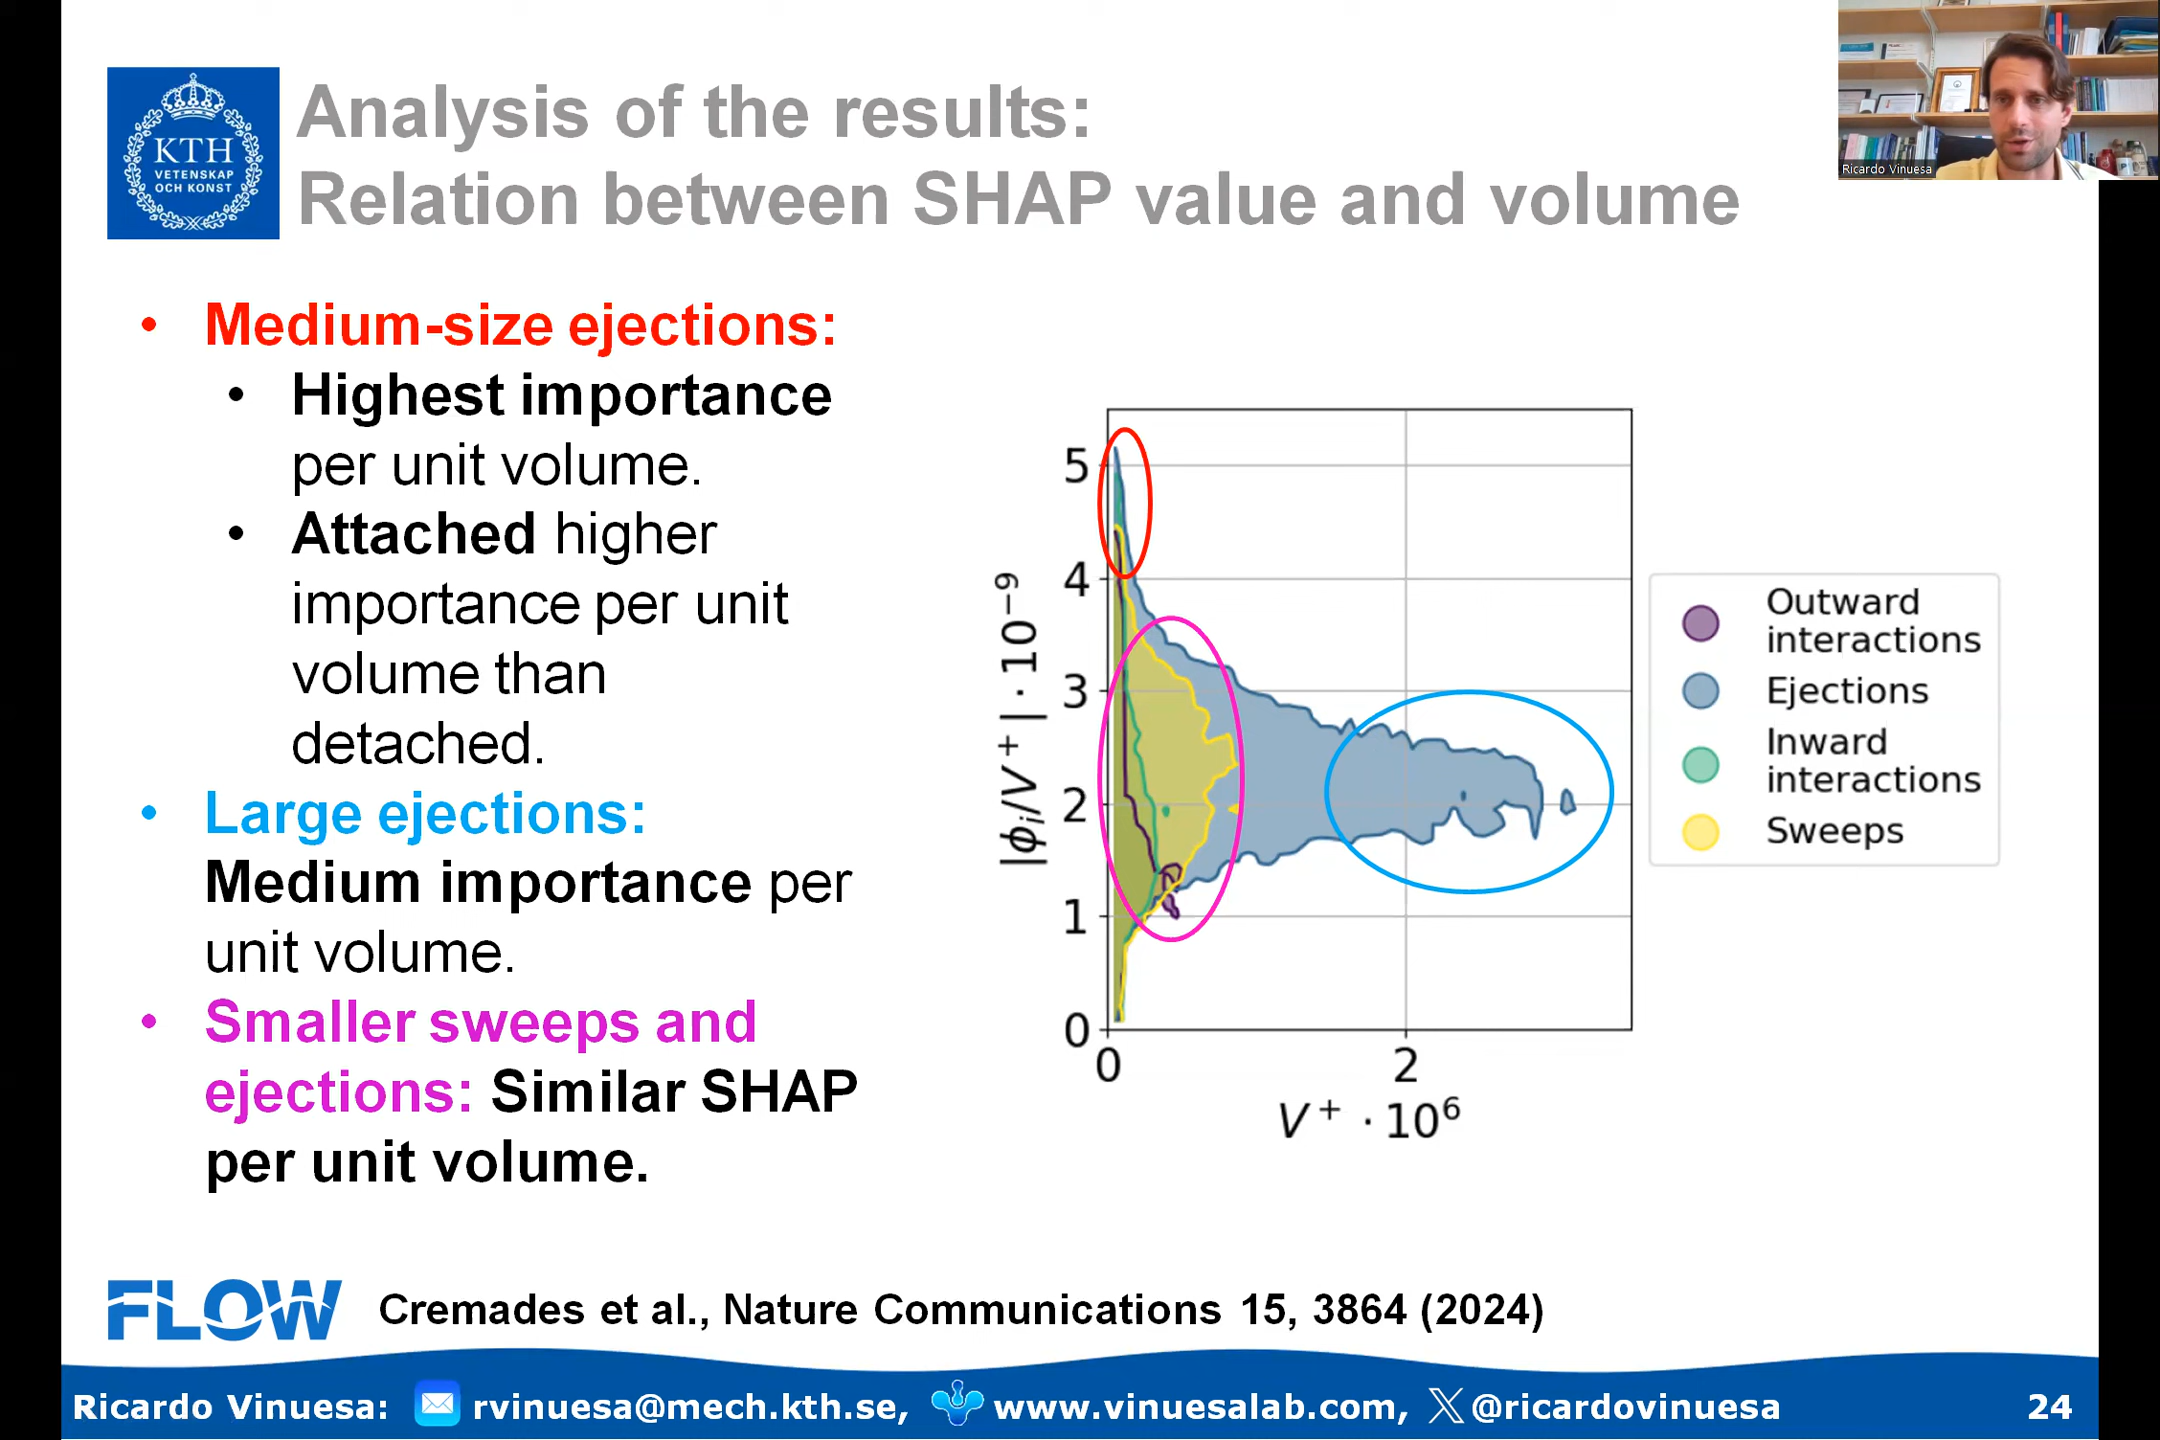 KTH
VETENSKAP
OCH KONST
Analysis of the results:
Relation between SHAP value and volume
Ricardo Vinuesa
• Medium-size ejections:
• Highest importance
per unit volume.
• Attached higher
importance per unit
volume than
detached.
• Large ejections:
Medium importance per
unit volume.
• Smaller sweeps and
ejections: Similar SHAP
per unit volume.
|ϕᵢ/V⁺| · 10⁻⁹
5
4
3
2
1
0
0
2
V⁺ · 10⁶
Outward
interactions
Ejections
Inward
interactions
Sweeps
FLOW
Cremades et al., Nature Communications 15, 3864 (2024)
Ricardo Vinuesa: rvinuesa@mech.kth.se, www.vinuesalab.com, @ricardovinuesa
24